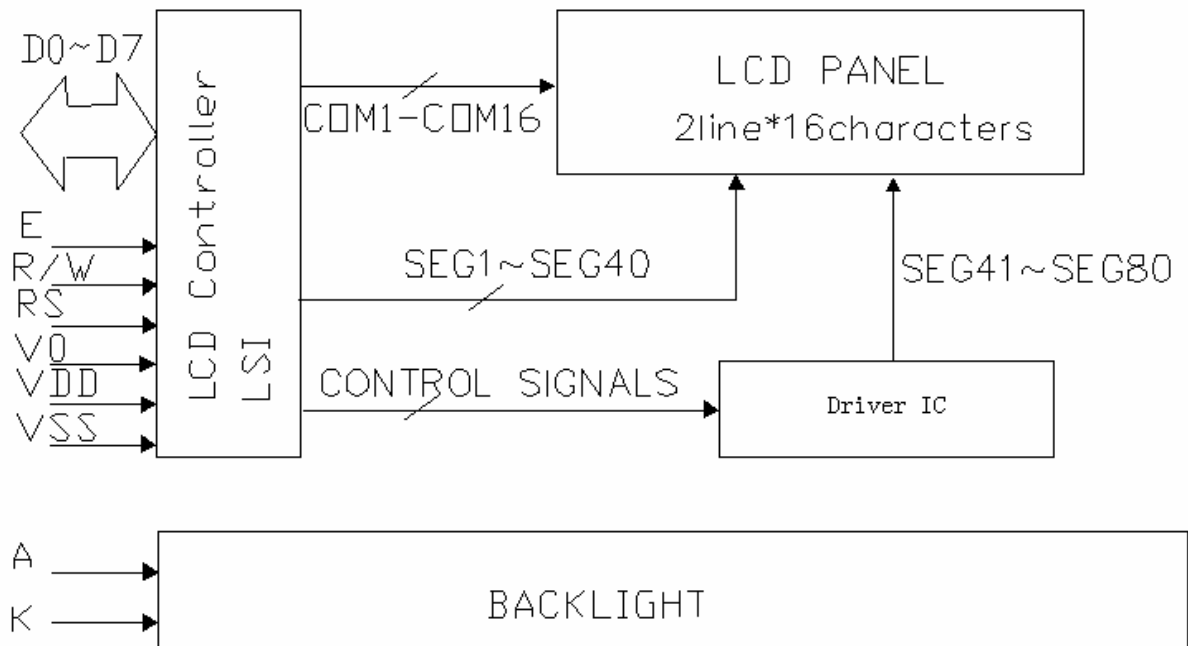 D0~D7
E
R/W
RS
V0
VDD
VSS
LCD Controller
LSI
COM1-COM16
LCD PANEL
2line*16characters
SEG1~SEG40
SEG41~SEG80
CONTROL SIGNALS
Driver IC
A
K
BACKLIGHT